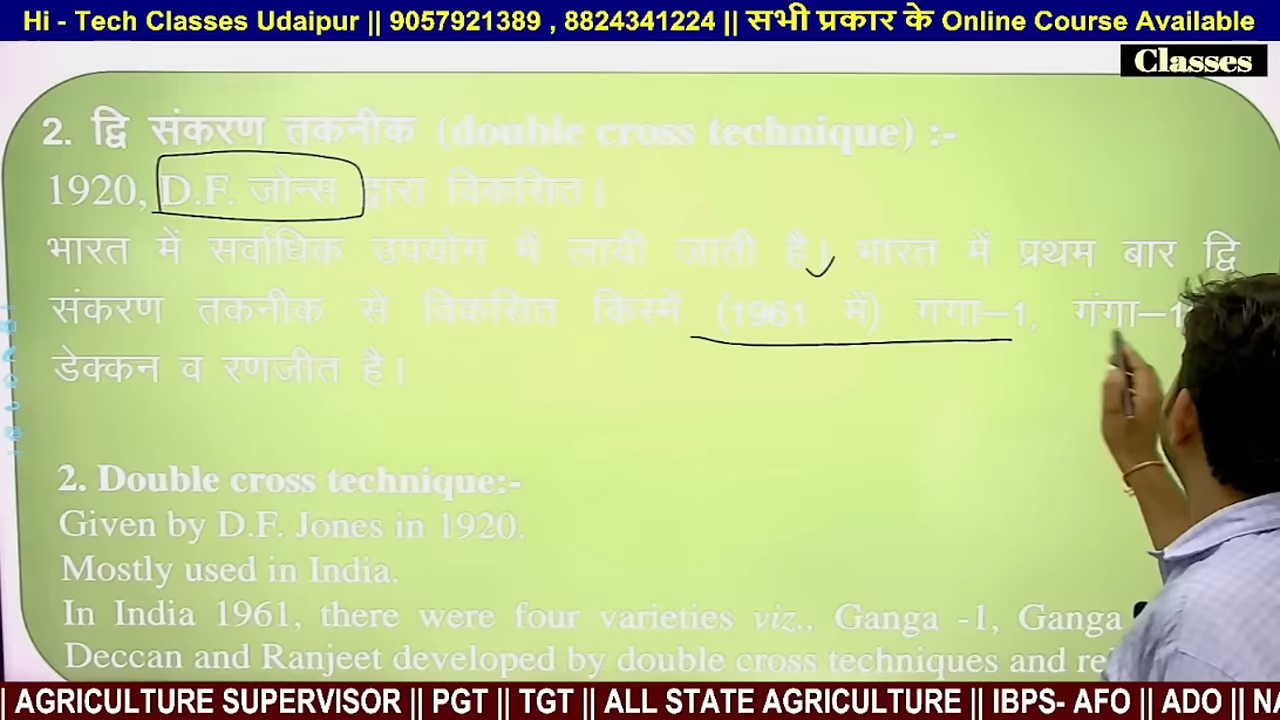 Hi - Tech Classes Udaipur || 9057921389 , 8824341224 || सभी प्रकार के Online Course Available
Classes
2. द्वि संकरण तकनीक (double cross technique) :-
1920, D.F. जोन्स द्वारा विकसित।
भारत में सर्वाधिक उपयोग में लायी जाती है। भारत में प्रथम बार द्वि
संकरण तकनीक से विकसित किस्में (1961 में) गंगा–1, गंगा–1
डेक्कन व रणजीत है।
2. Double cross technique:-
Given by D.F. Jones in 1920.
Mostly used in India.
In India 1961, there were four varieties viz.. Ganga -1, Ganga
Deccan and Ranjeet developed by double cross techniques and
| AGRICULTURE SUPERVISOR || PGT || TGT || ALL STATE AGRICULTURE || IBPS- AFO || ADO ||